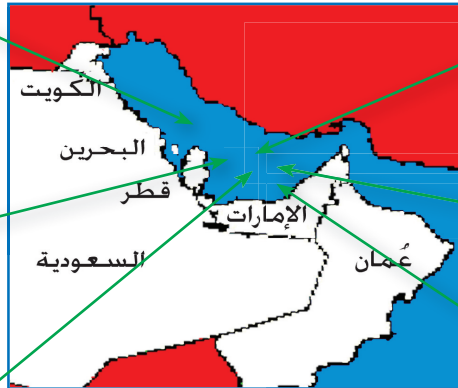 الكويت
البحرين
قطر
الإمارات
السعودية
عُمان